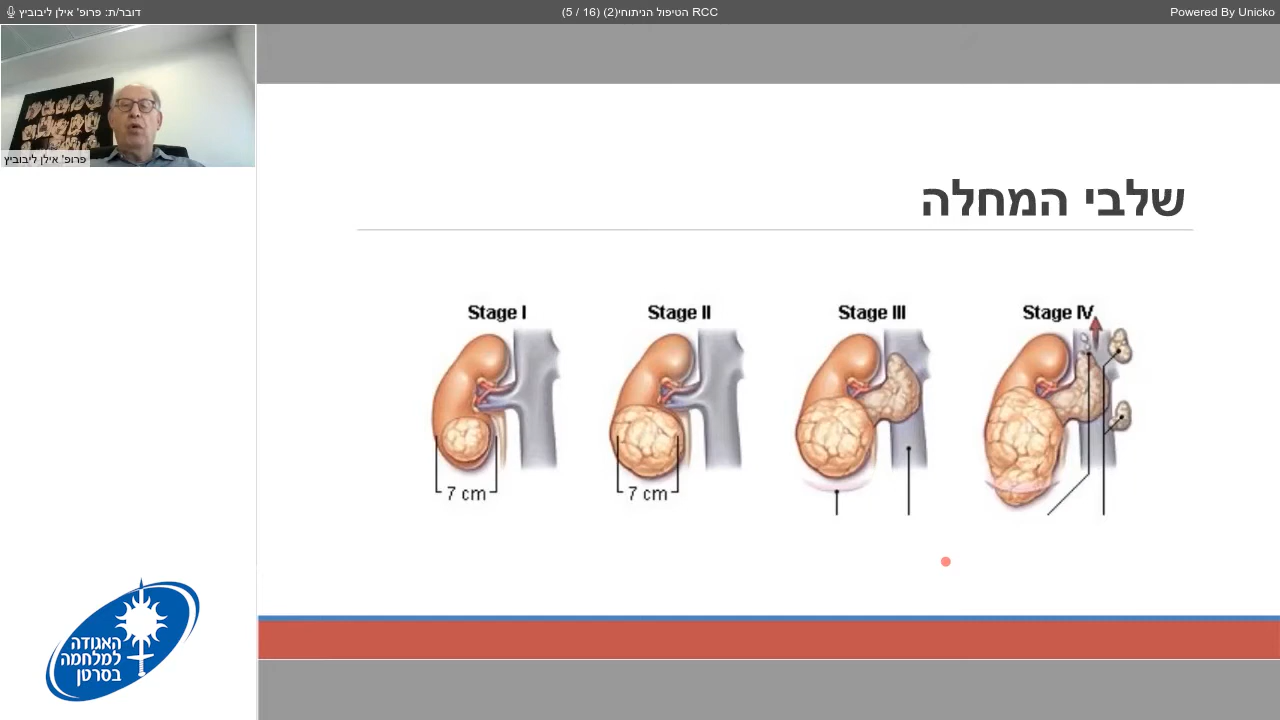 דובר/ת: פרופ' אילן ליבוביץ
RCC הטיפול הניתוחי(2) (16 / 5)
Powered By Unicko
פרופ' אילן ליבוביץ
שלבי המחלה
Stage I
Stage II
Stage III
Stage IV
7 cm
7 cm
האגודה
למלחמה
בסרטן